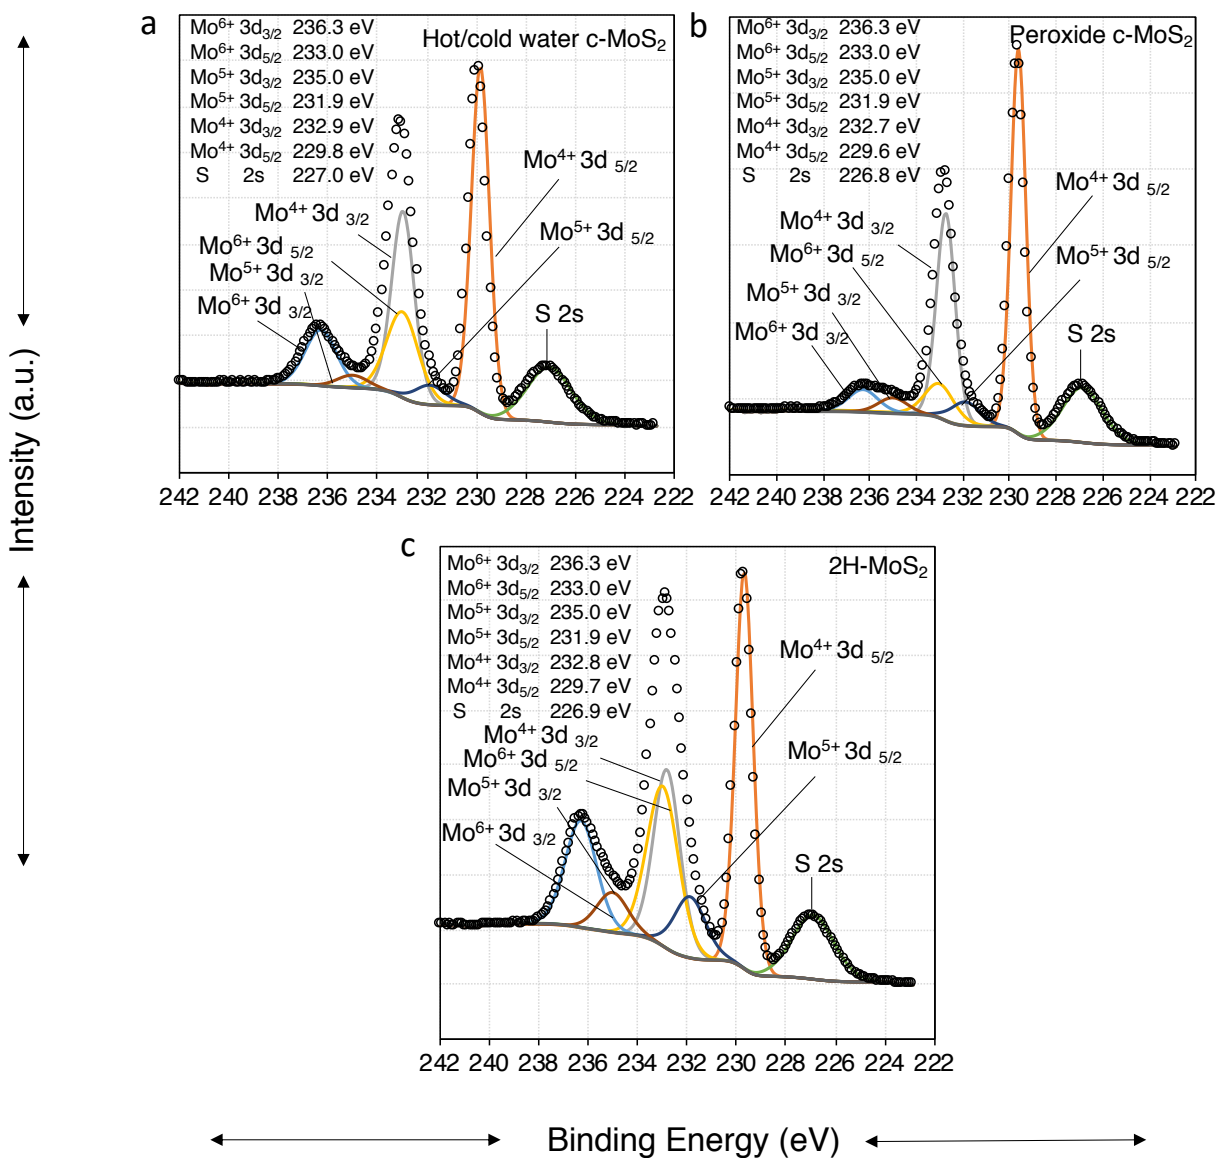 a
Hot/cold water c-MoS2
Mo6+ 3d3/2 236.3 eV
Mo6+ 3d5/2 233.0 eV
Mo5+ 3d3/2 235.0 eV
Mo5+ 3d5/2 231.9 eV
Mo4+ 3d3/2 232.9 eV
Mo4+ 3d5/2 229.8 eV
S 2s 227.0 eV
Mo4+ 3d 5/2
Mo4+ 3d 3/2
Mo5+ 3d 5/2
Mo6+ 3d 5/2
Mo5+ 3d 3/2
Mo6+ 3d 3/2
S 2s
242 240 238 236 234 232 230 228 226 224 222
b
Peroxide c-MoS2
Mo6+ 3d3/2 236.3 eV
Mo6+ 3d5/2 233.0 eV
Mo5+ 3d3/2 235.0 eV
Mo5+ 3d5/2 231.9 eV
Mo4+ 3d3/2 232.7 eV
Mo4+ 3d5/2 229.6 eV
S 2s 226.8 eV
Mo4+ 3d 5/2
Mo4+ 3d 3/2
Mo6+ 3d 5/2
Mo5+ 3d 5/2
Mo5+ 3d 3/2
Mo6+ 3d 3/2
S 2s
242 240 238 236 234 232 230 228 226 224 222
c
2H-MoS2
Mo6+ 3d3/2 236.3 eV
Mo6+ 3d5/2 233.0 eV
Mo5+ 3d3/2 235.0 eV
Mo5+ 3d5/2 231.9 eV
Mo4+ 3d3/2 232.8 eV
Mo4+ 3d5/2 229.7 eV
S 2s 226.9 eV
Mo4+ 3d 5/2
Mo4+ 3d 3/2
Mo6+ 3d 5/2
Mo5+ 3d 5/2
Mo5+ 3d 3/2
Mo6+ 3d 3/2
S 2s
242 240 238 236 234 232 230 228 226 224 222
Intensity (a.u.)
Binding Energy (eV)